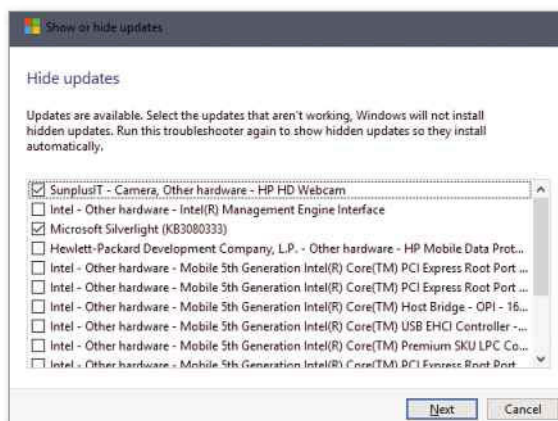 Show or hide updates
Hide updates
Updates are available. Select the updates that aren't working, Windows will not install
hidden updates. Run this troubleshooter again to show hidden updates so they install
automatically.
SunplusIT - Camera, Other hardware - HP HD Webcam
Intel - Other hardware - Intel(R) Management Engine Interface
Microsoft Silverlight (KB3080333)
Hewlett-Packard Development Company, L.P. - Other hardware - HP Mobile Data Prot...
Intel - Other hardware - Mobile 5th Generation Intel(R) Core(TM) PCI Express Root Port ...
Intel - Other hardware - Mobile 5th Generation Intel(R) Core(TM) PCI Express Root Port ...
Intel - Other hardware - Mobile 5th Generation Intel(R) Core(TM) Host Bridge - OPI - 16...
Intel - Other hardware - Mobile 5th Generation Intel(R) Core(TM) USB EHCI Controller -...
Intel - Other hardware - Mobile 5th Generation Intel(R) Core(TM) Premium SKU LPC Co...
Intel - Other hardware - Mobile 5th Generation Intel(R) Core(TM) PCI Express Root Port ...
Next
Cancel